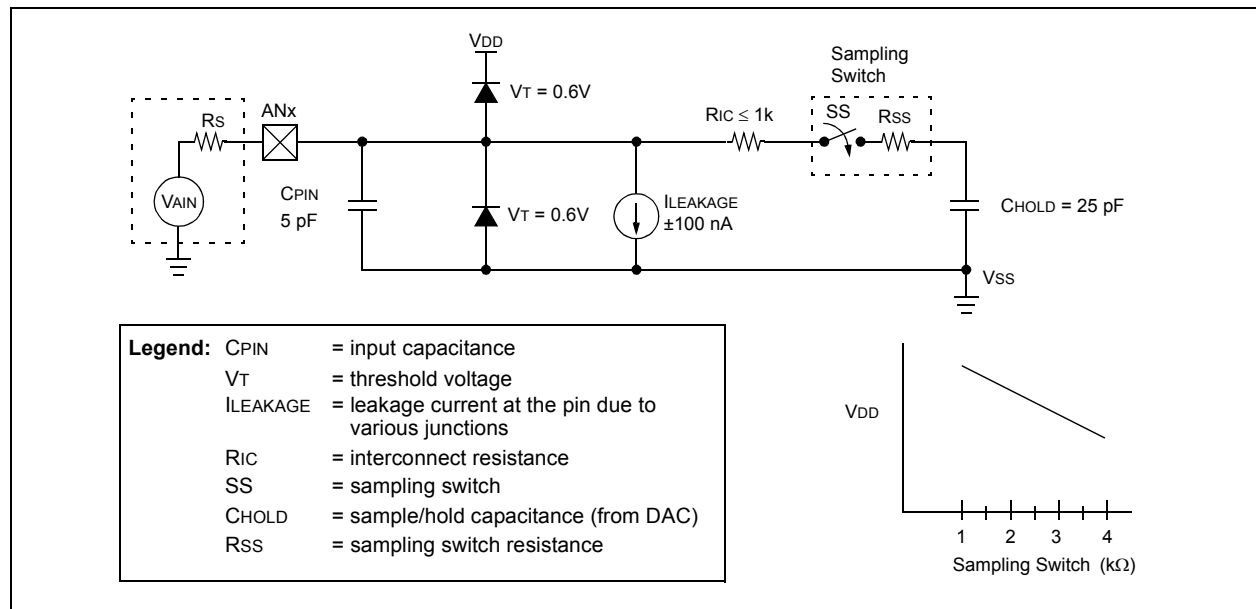 VDD
Sampling
Switch
VT = 0.6V
ANx
RS
RIC ≤ 1k
SS
RSS
CPIN
5 pF
VAIN
VT = 0.6V
ILEAKAGE
±100 nA
CHOLD = 25 pF
VSS
Legend: CPIN = input capacitance
VT = threshold voltage
ILEAKAGE = leakage current at the pin due to
various junctions
RIC = interconnect resistance
SS = sampling switch
CHOLD = sample/hold capacitance (from DAC)
RSS = sampling switch resistance
VDD
1 2 3 4
Sampling Switch (kΩ)